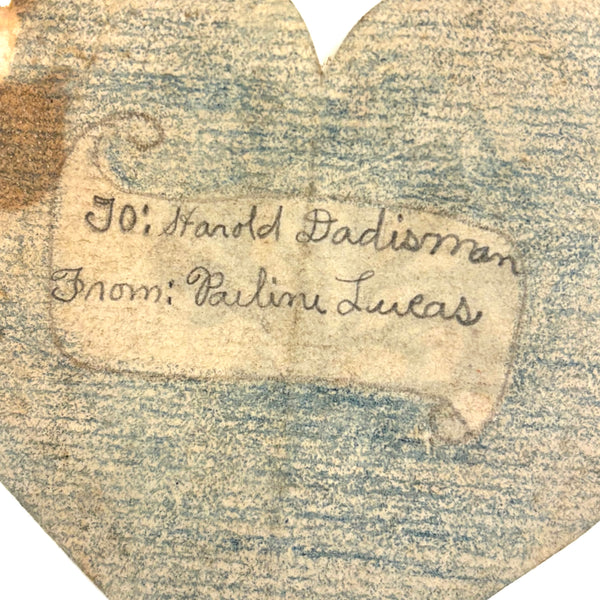 To: Harold Dadisman
From: Pauline Lucas